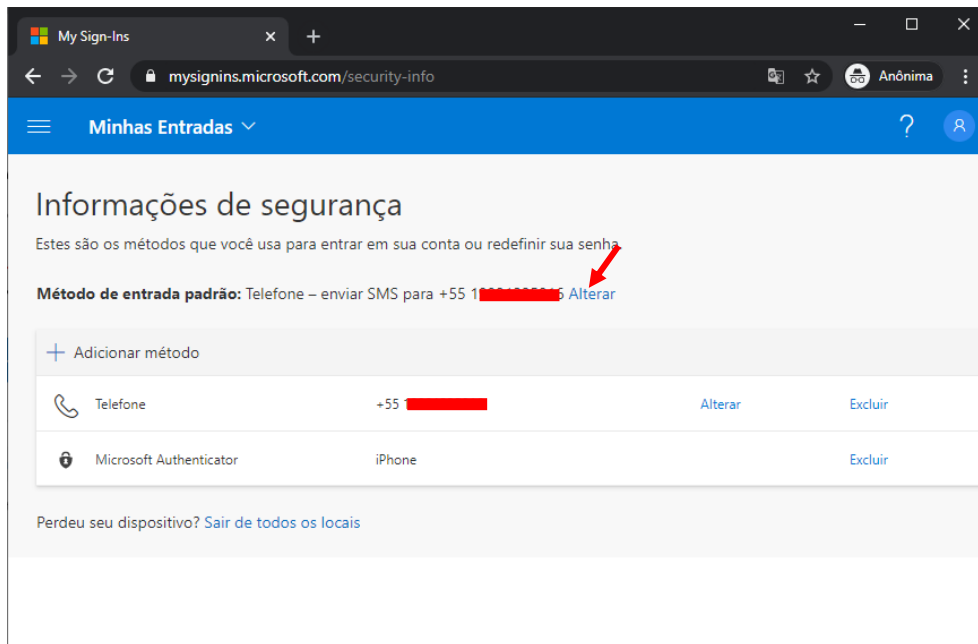 My Sign-Ins
mysignins.microsoft.com/security-info
Anônima
Minhas Entradas
?
Informações de segurança
Estes são os métodos que você usa para entrar em sua conta ou redefinir sua senha
Método de entrada padrão: Telefone – enviar SMS para +55 Alterar
+ Adicionar método
Telefone +55 Alterar Excluir
Microsoft Authenticator iPhone Excluir
Perdeu seu dispositivo? Sair de todos os locais